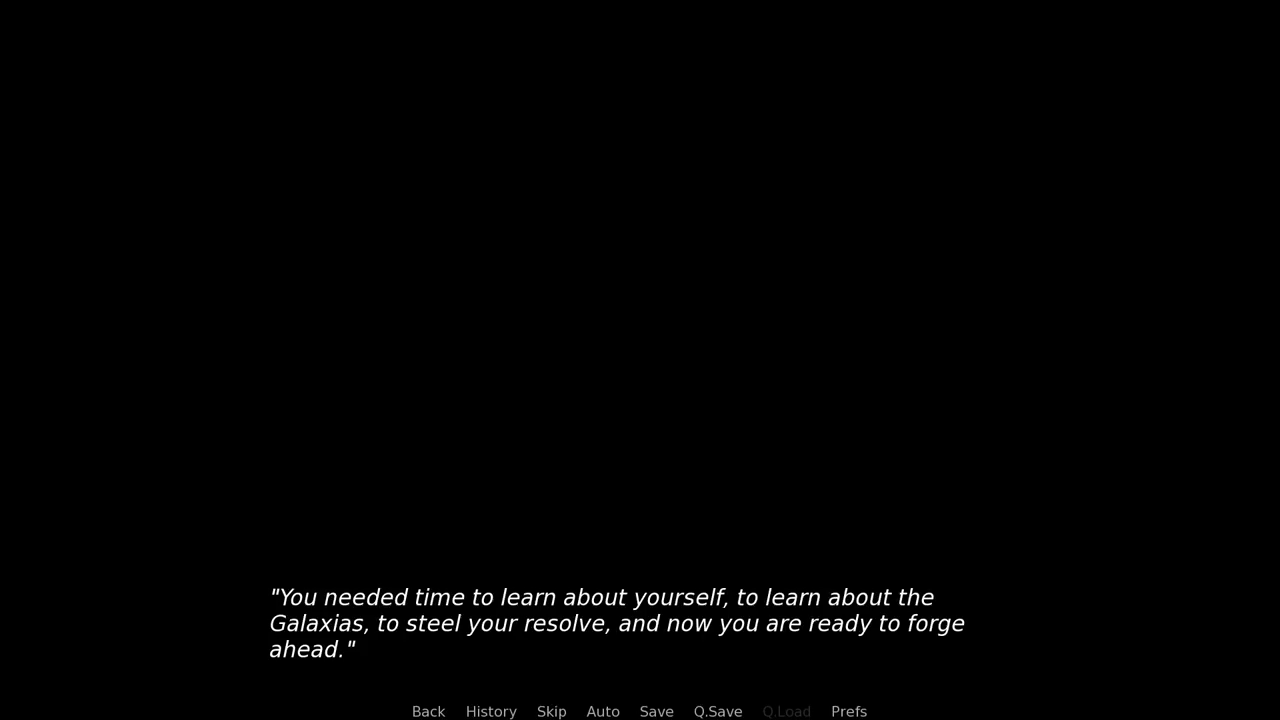 "You needed time to learn about yourself, to learn about the
Galaxias, to steel your resolve, and now you are ready to forge
ahead."
Back History Skip Auto Save Q.Save Q.Load Prefs